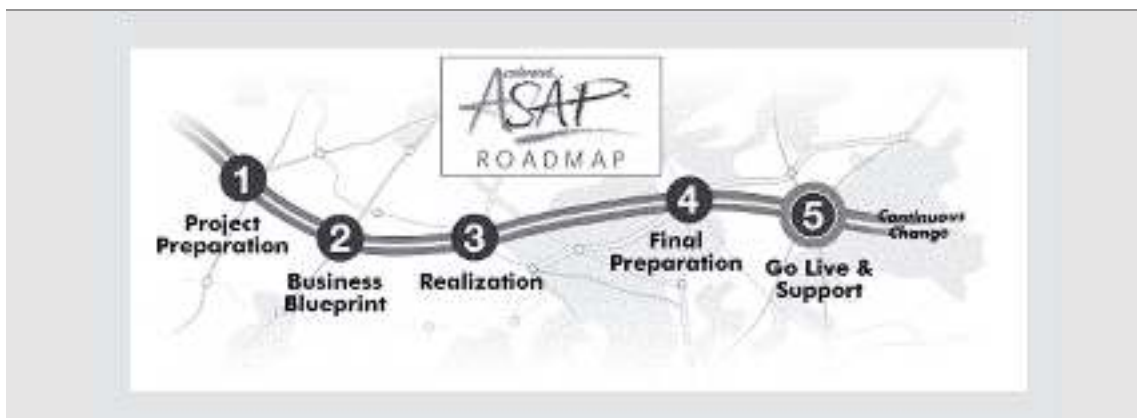 ASAP
ROADMAP
1
Project
Preparation
2
Business
Blueprint
3
Realization
4
Final
Preparation
5
Go Live &
Support
Continuous
Change